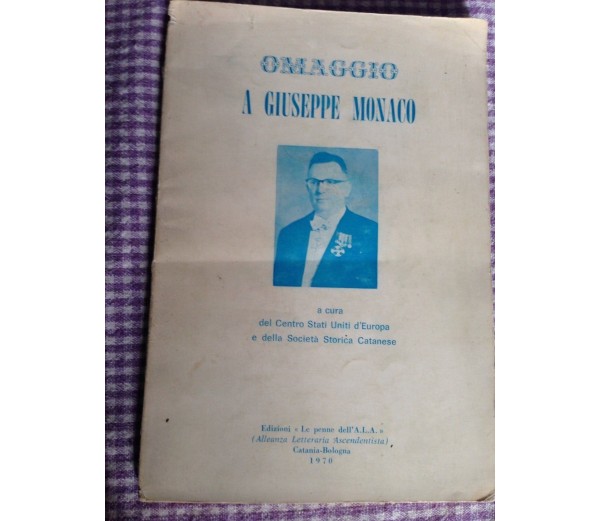 OMAGGIO
A GIUSEPPE MONACO
a cura
del Centro Stati Uniti d'Europa
e della Società Storica Catanese
Edizioni « Le penne dell'A.L.A. »
(Alleanza Letteraria Ascendentista)
Catania-Bologna
1970